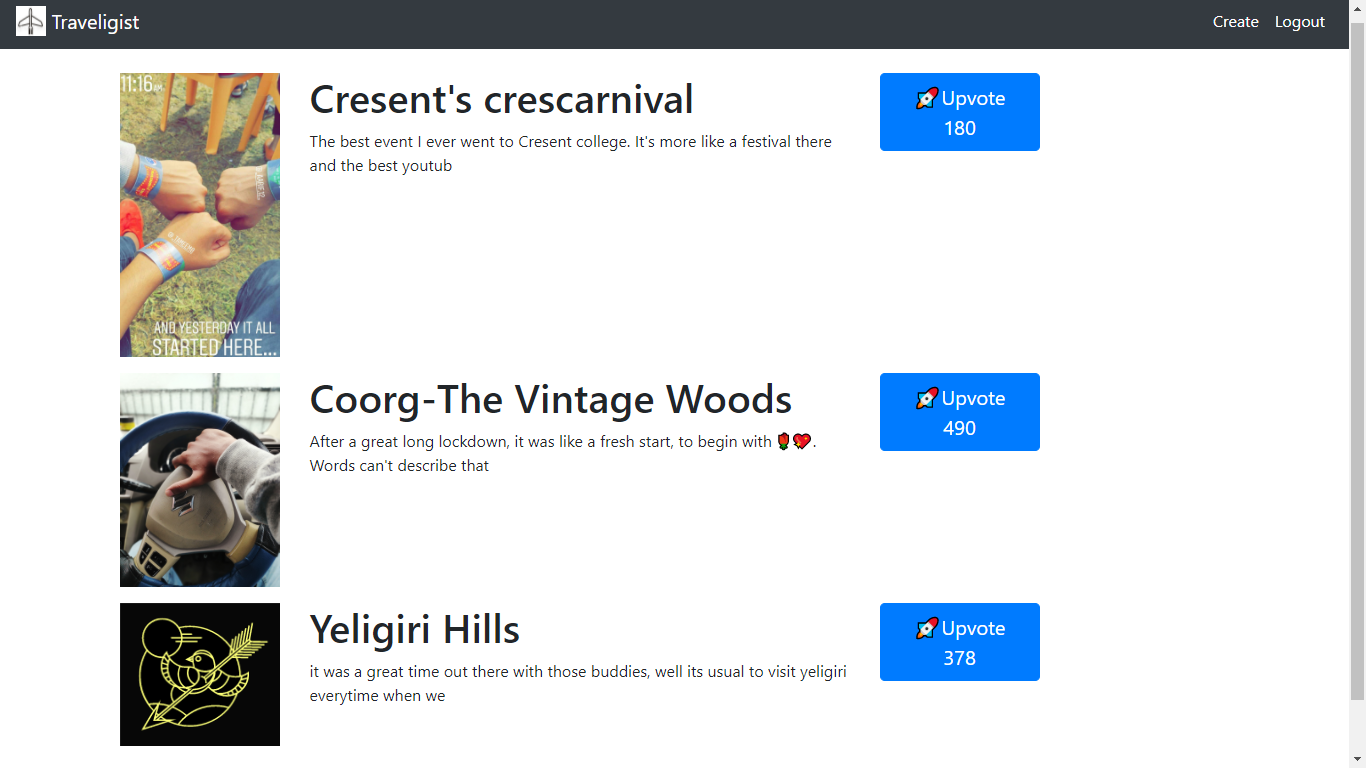 Traveligist
Create Logout
11:16 AM
AND YESTERDAY IT ALL
STARTED HERE...
Cresent's crescarnival
The best event I ever went to Cresent college. It's more like a festival there
and the best youtub
🚀Upvote
180
Coorg-The Vintage Woods
After a great long lockdown, it was like a fresh start, to begin with 🌹💖.
Words can't describe that
🚀Upvote
490
Yeligiri Hills
it was a great time out there with those buddies, well its usual to visit yeligiri
everytime when we
🚀Upvote
378